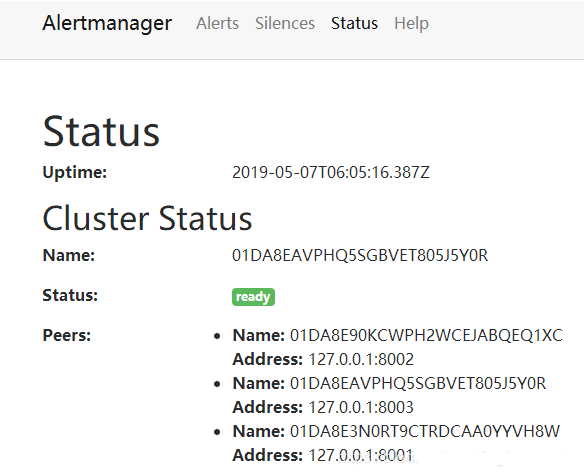 Alertmanager Alerts Silences Status Help
Status
Uptime: 2019-05-07T06:05:16.387Z
Cluster Status
Name: 01DA8EAVPHQ5SGBVET805J5Y0R
Status: ready
Peers: • Name: 01DA8E90KCWPH2WCEJABQEQ1XC
Address: 127.0.0.1:8002
• Name: 01DA8EAVPHQ5SGBVET805J5Y0R
Address: 127.0.0.1:8003
• Name: 01DA8E3N0RT9CTRDCAA0YYVH8W
Address: 127.0.0.1:8001